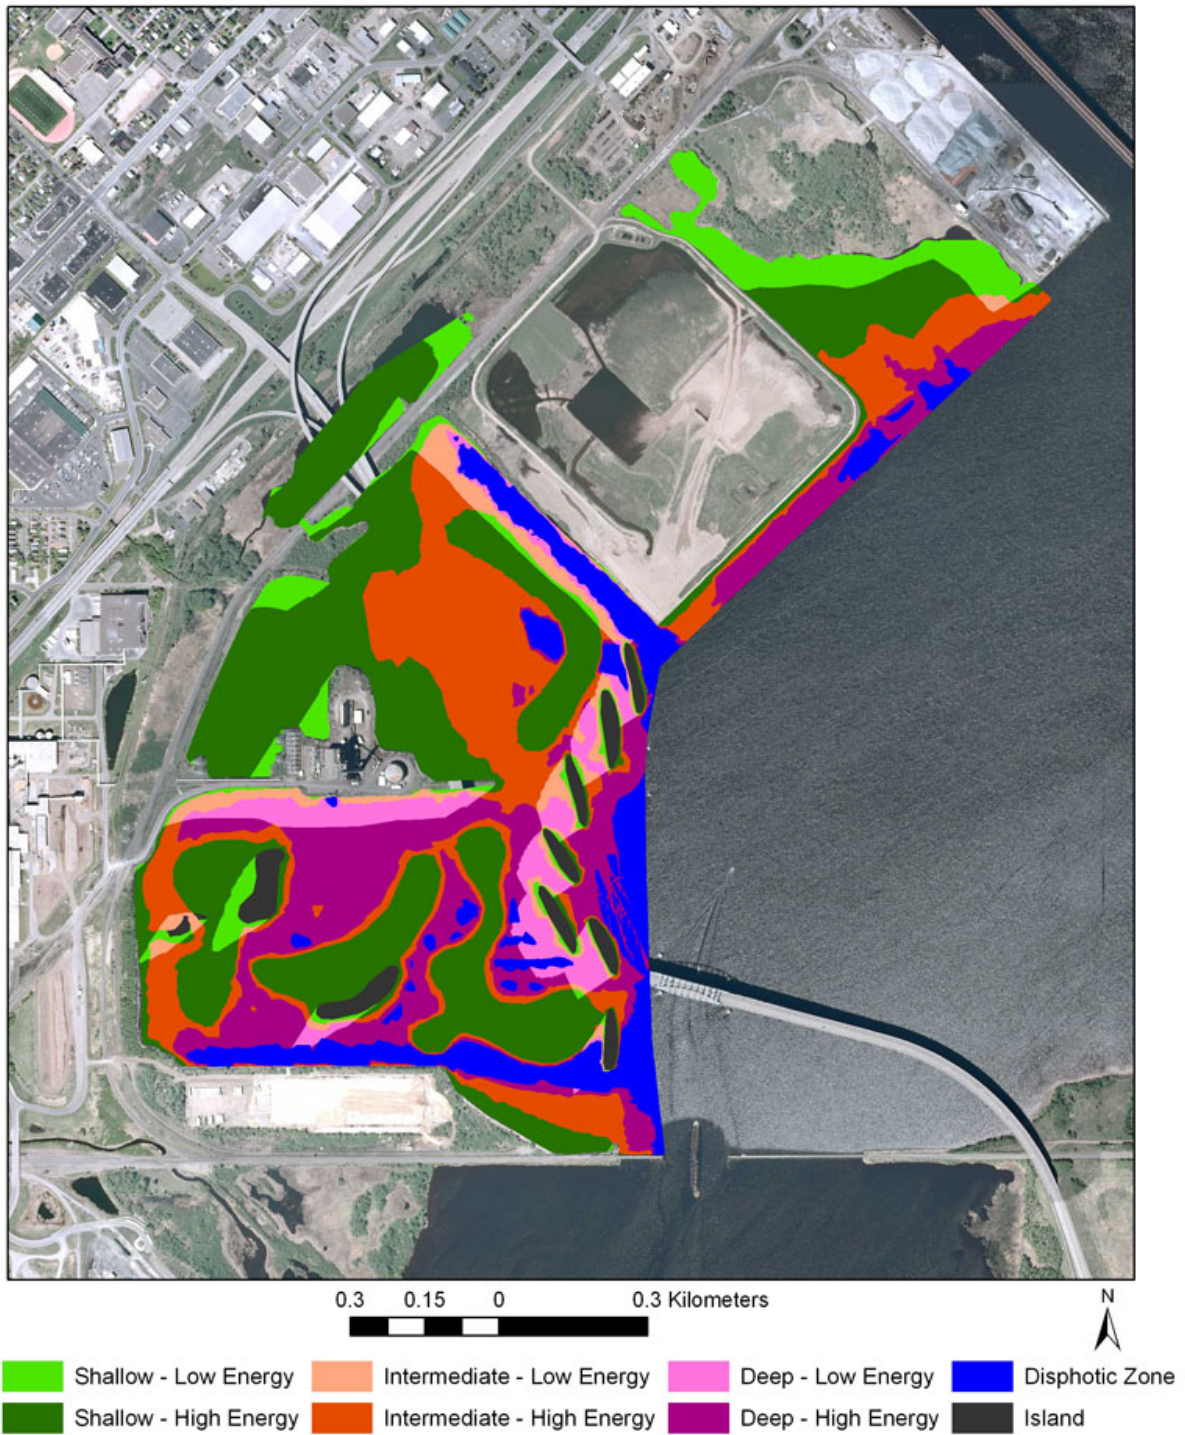 0.3 0.15 0 0.3 Kilometers
N
Shallow - Low Energy Intermediate - Low Energy Deep - Low Energy Disphotic Zone
Shallow - High Energy Intermediate - High Energy Deep - High Energy Island